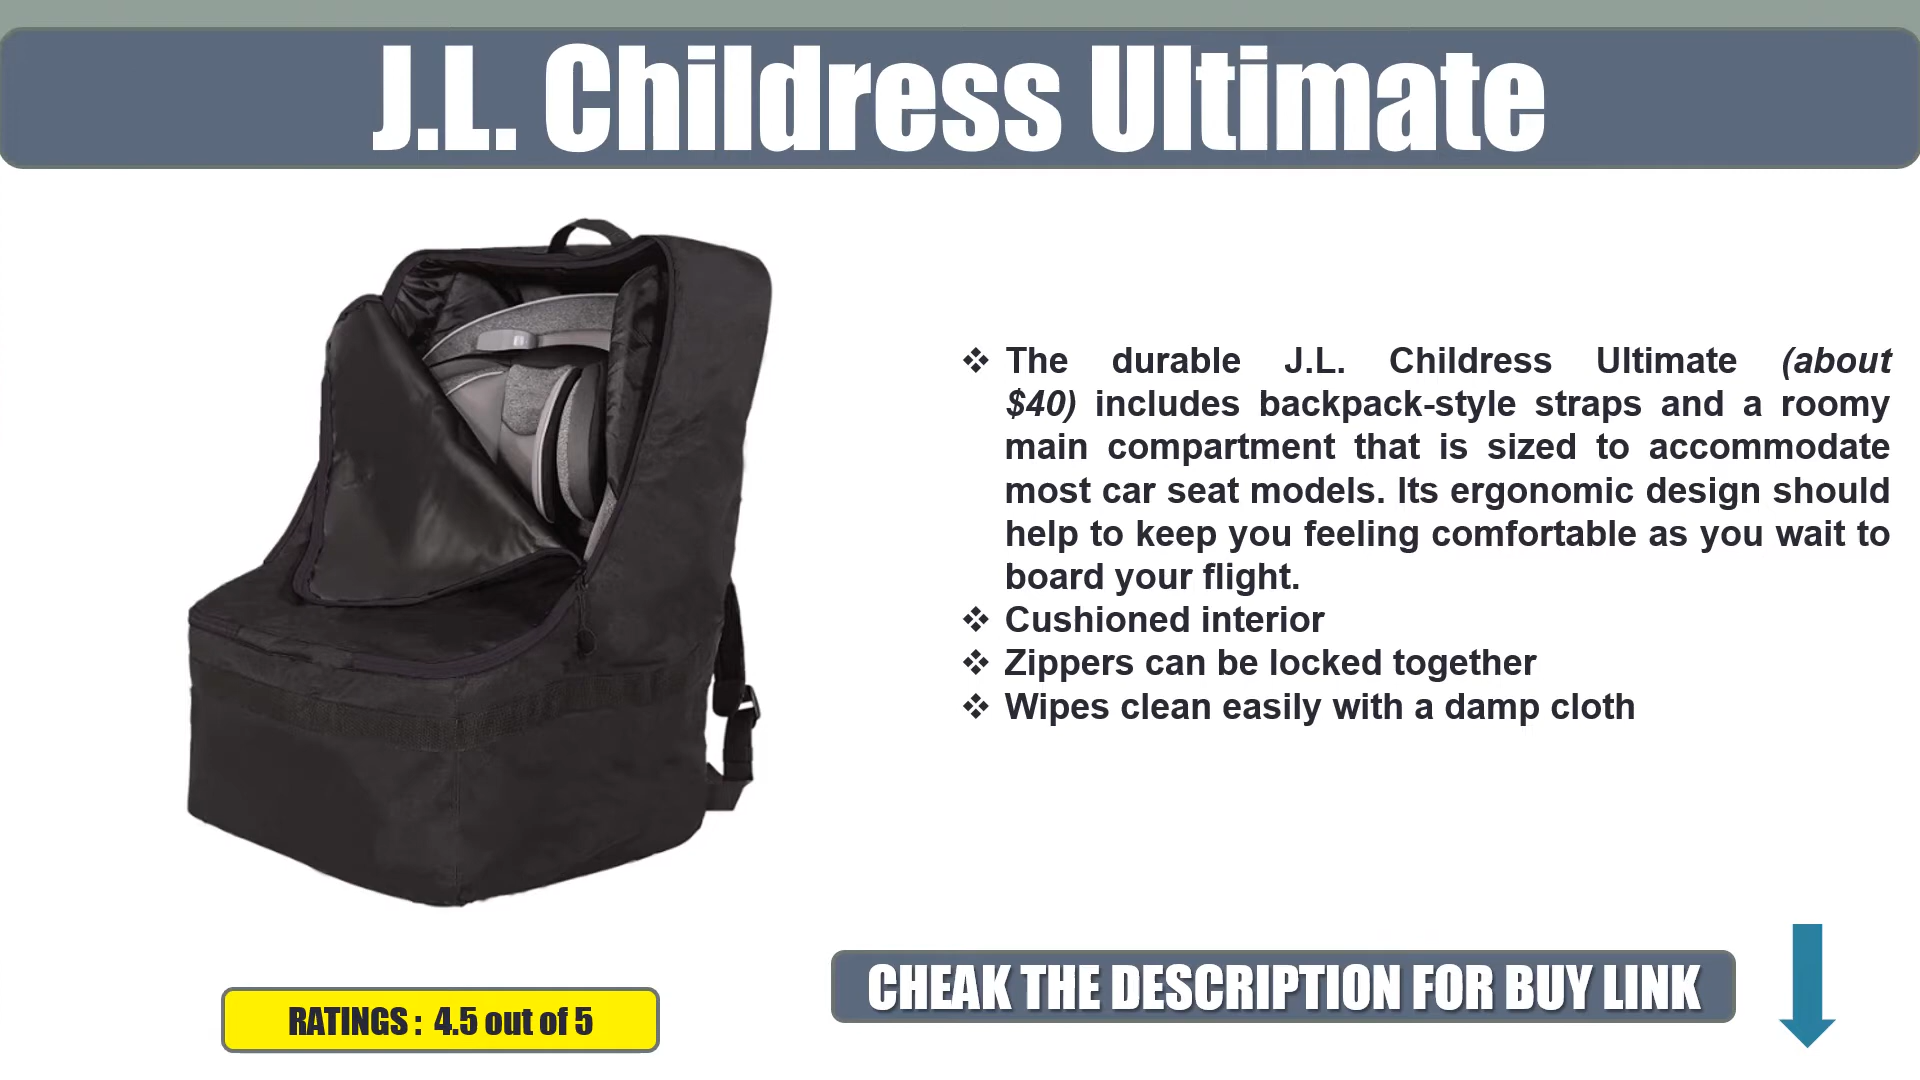 J.L. Childress Ultimate
❖ The durable J.L. Childress Ultimate (about
$40) includes backpack-style straps and a roomy
main compartment that is sized to accommodate
most car seat models. Its ergonomic design should
help to keep you feeling comfortable as you wait to
board your flight.
❖ Cushioned interior
❖ Zippers can be locked together
❖ Wipes clean easily with a damp cloth
CHEAK THE DESCRIPTION FOR BUY LINK
RATINGS : 4.5 out of 5